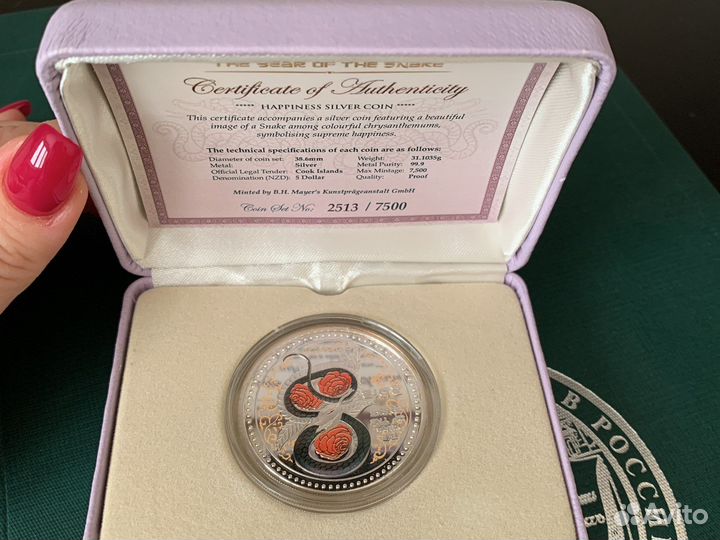 THE YEAR OF THE SNAKE
Certificate of Authenticity
***** HAPPINESS SILVER COIN *****
This certificate accompanies a silver coin featuring a beautiful
image of a Snake among colourful chrysanthemums,
symbolising supreme happiness.
The technical specifications of each coin are as follows:
Diameter of coin set: 38.6mm Weight: 31.1035g
Metal: Silver Metal Purity: 99.9
Official Legal Tender: Cook Islands Max Mintage: 7,500
Denomination (NZD): 5 Dollar Quality: Proof
Minted by B.H. Mayer's Kunstprägeanstalt GmbH
Coin Set No: 2513 / 7500
В РОССИ
Avito